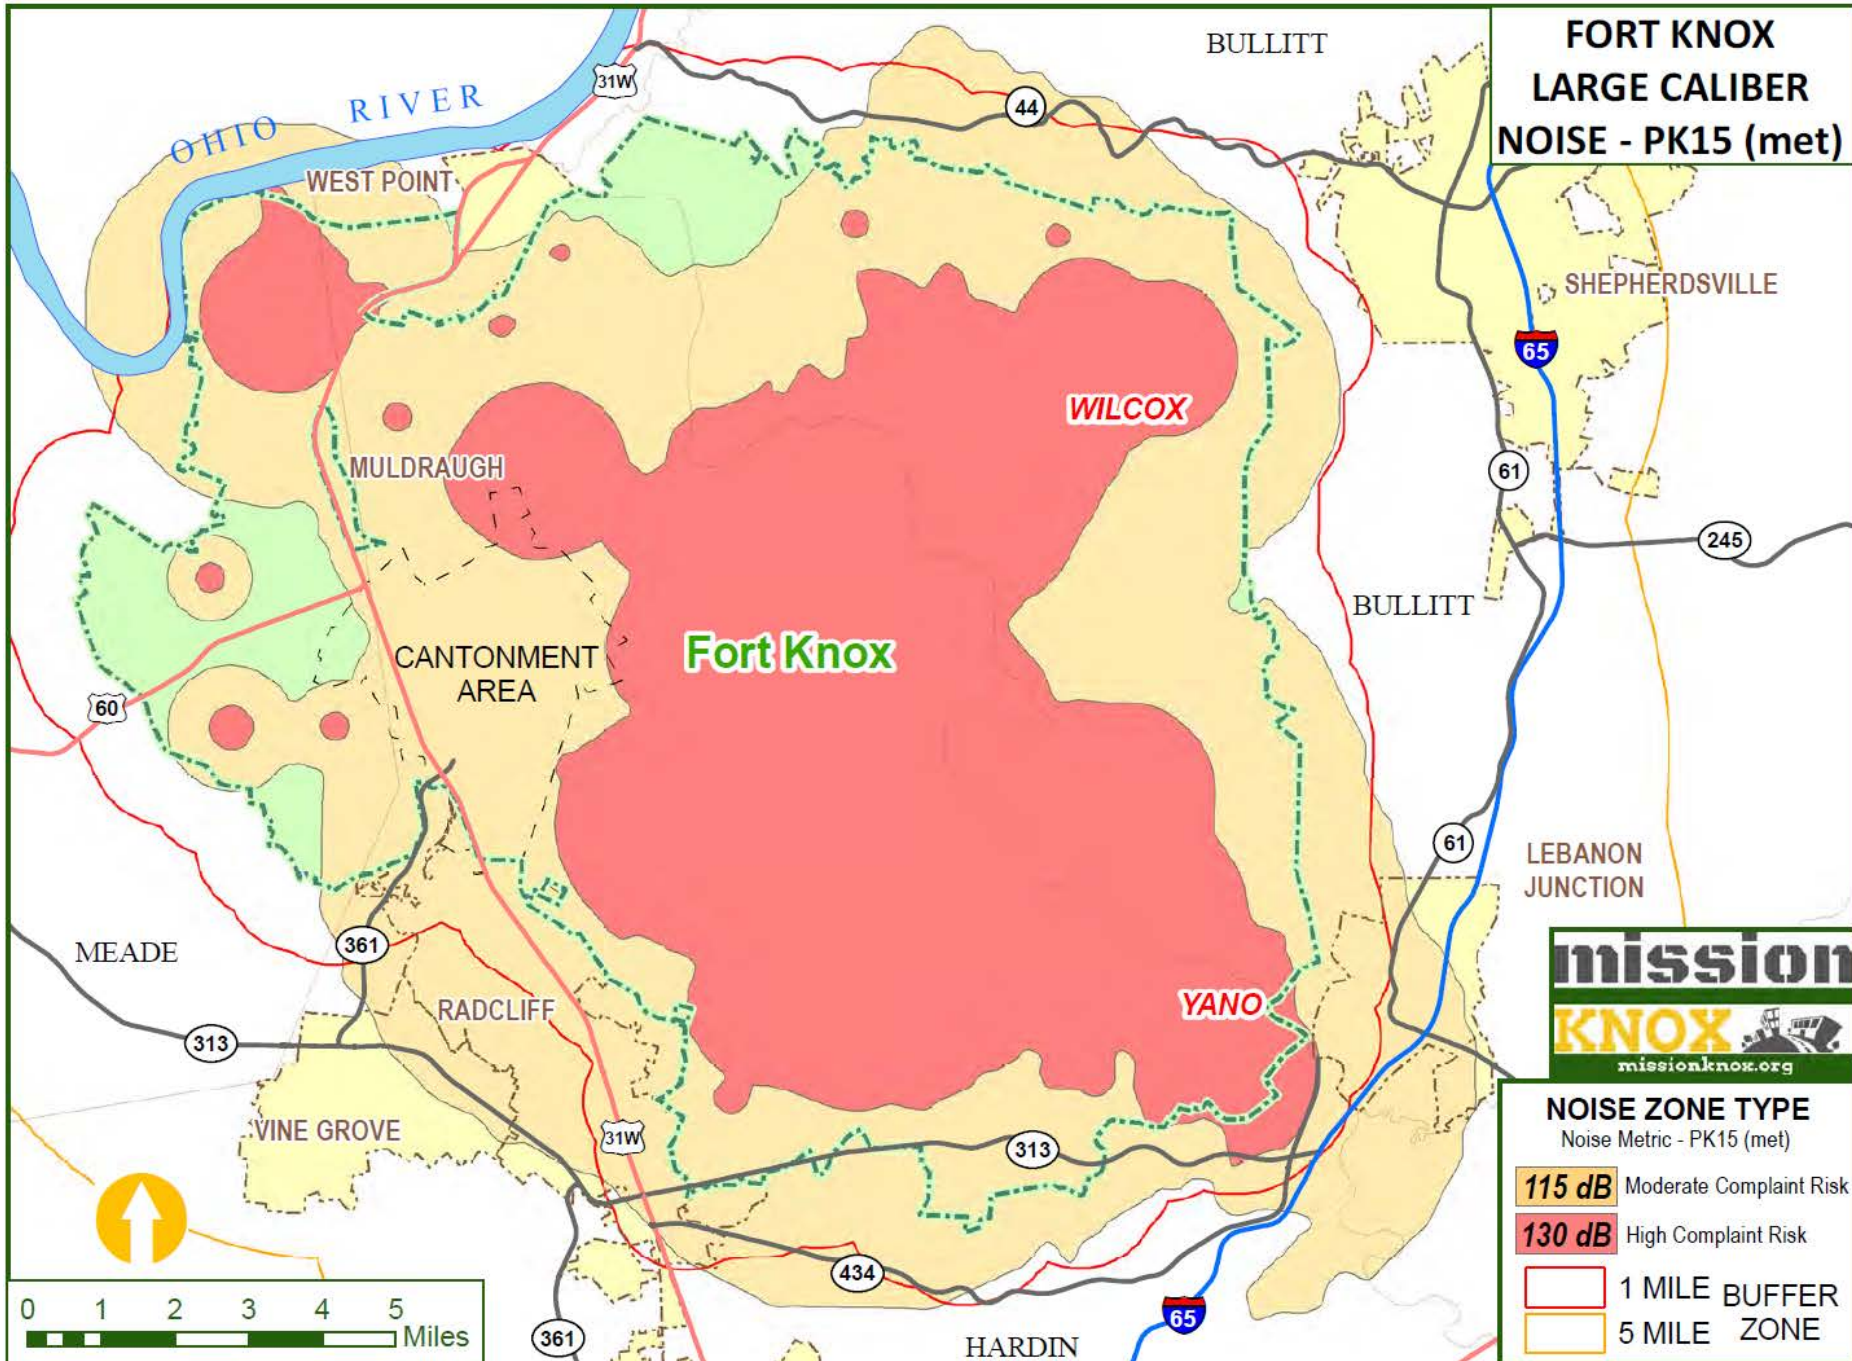 FORT KNOX
LARGE CALIBER
NOISE - PK15 (met)
BULLITT
31W
44
OHIO RIVER
WEST POINT
SHEPHERDSVILLE
65
WILCOX
61
MULDRAUGH
245
BULLITT
Fort Knox
CANTONMENT
AREA
60
61
LEBANON
JUNCTION
361
MEADE
RADCLIFF
YANO
313
VINE GROVE
31W
313
434
65
361
HARDIN
mission
KNOX
missionknox.org
NOISE ZONE TYPE
Noise Metric - PK15 (met)
115 dB Moderate Complaint Risk
130 dB High Complaint Risk
1 MILE
5 MILE
BUFFER
ZONE
0 1 2 3 4 5
Miles